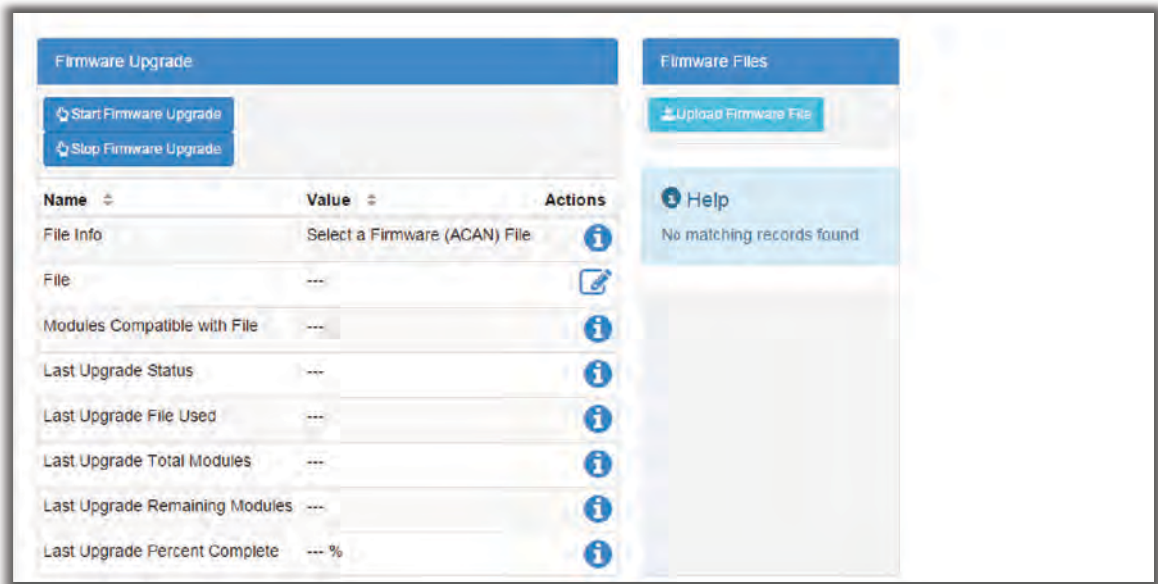 Firmware Upgrade
Start Firmware Upgrade
Stop Firmware Upgrade
Name Value Actions
File Info Select a Firmware (ACAN) File
File ---
Modules Compatible with File ---
Last Upgrade Status ---
Last Upgrade File Used ---
Last Upgrade Total Modules ---
Last Upgrade Remaining Modules ---
Last Upgrade Percent Complete --- %
Firmware Files
Upload Firmware File
Help
No matching records found